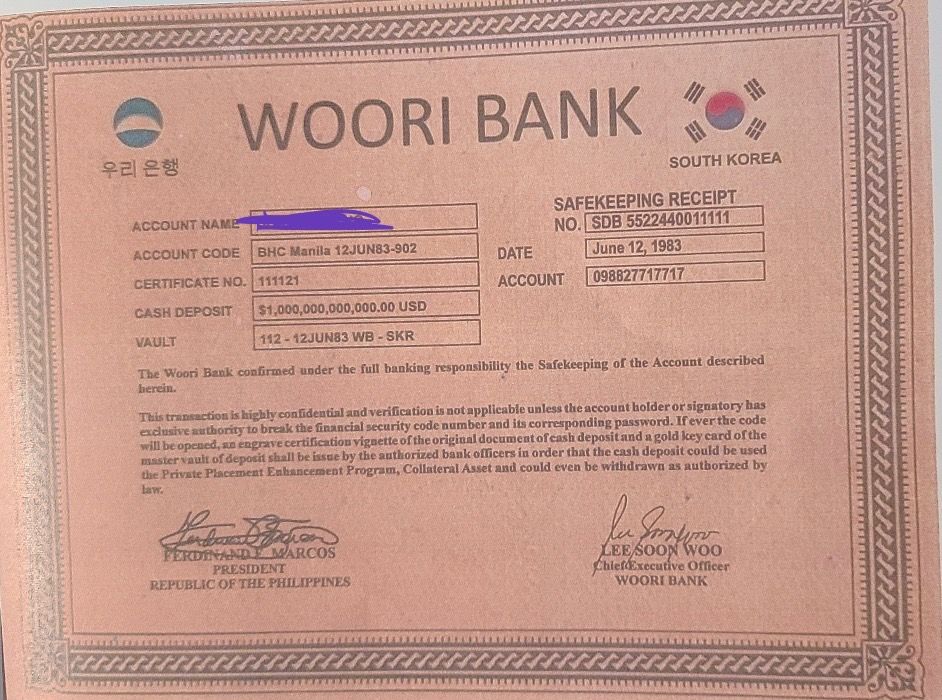 WOORI BANK
우리 은행
SOUTH KOREA
SAFEKEEPING RECEIPT
NO. SDB 5522440011111
DATE June 12, 1983
ACCOUNT 098827717717
ACCOUNT NAME
ACCOUNT CODE BHC Manila 12JUN83-902
CERTIFICATE NO. 111121
CASH DEPOSIT $1,000,000,000,000.00 USD
VAULT 112 - 12JUN83 WB - SKR
The Woori Bank confirmed under the full banking responsibility the Safekeeping of the Account described
herein.
This transaction is highly confidential and verification is not applicable unless the account holder or signatory has
exclusive authority to break the financial security code number and its corresponding password. If ever the code
will be opened, an engrave certification vignette of the original document of cash deposit and a gold key card of the
master vault of deposit shall be issue by the authorized bank officers in order that the cash deposit could be used
the Private Placement Enhancement Program, Collateral Asset and could even be withdrawn as authorized by
law.
FERDINAND E. MARCOS
PRESIDENT
REPUBLIC OF THE PHILIPPINES
LEE SOON WOO
Chief Executive Officer
WOORI BANK